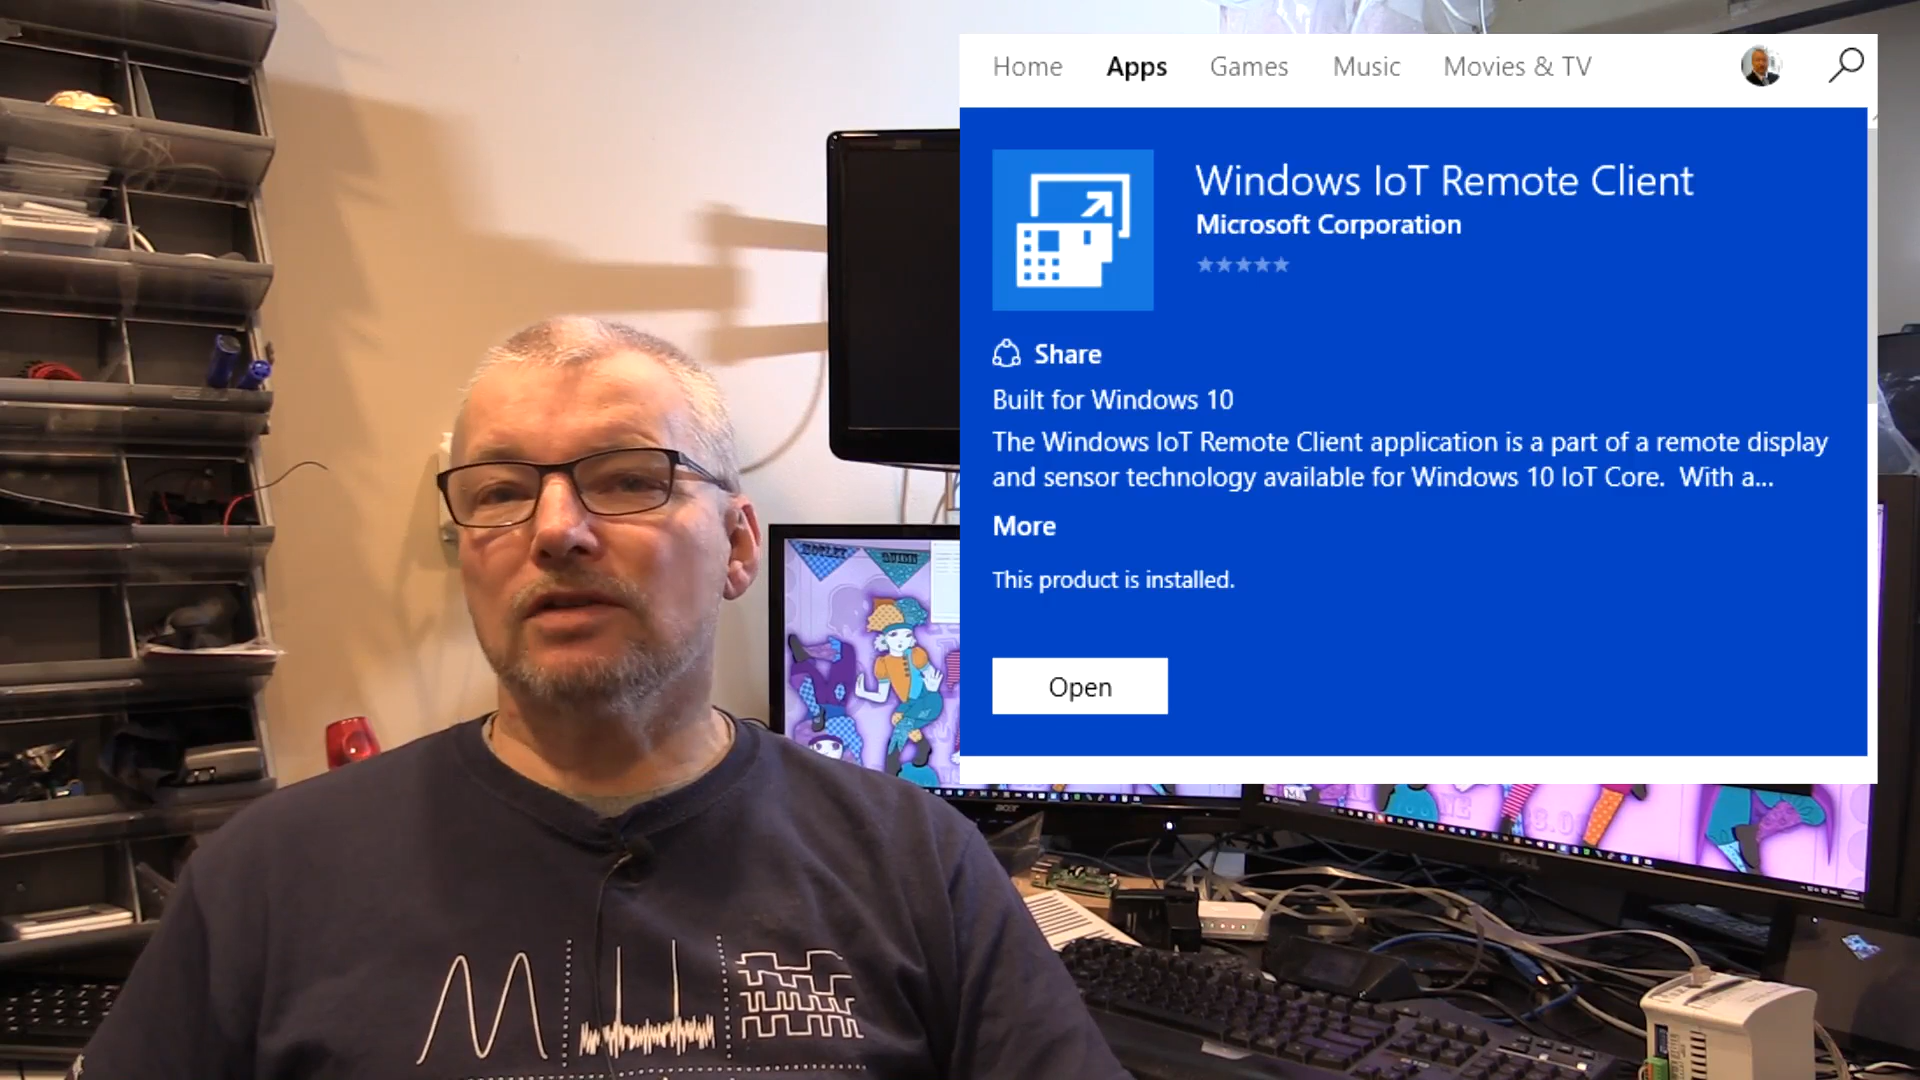 Home Apps Games Music Movies & TV
Windows IoT Remote Client
Microsoft Corporation
Share
Built for Windows 10
The Windows IoT Remote Client application is a part of a remote display
and sensor technology available for Windows 10 IoT Core. With a...
More
This product is installed.
Open
acer
DELL